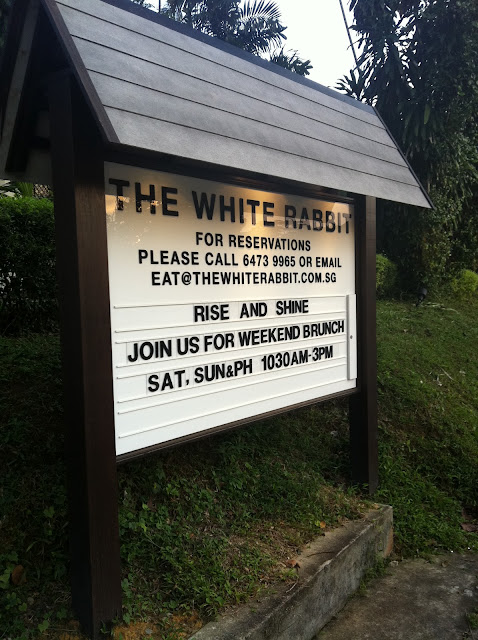 THE WHITE RABBIT
FOR RESERVATIONS
PLEASE CALL 6473 9965 OR EMAIL
EAT@THEWHITERABBIT.COM.SG
RISE AND SHINE
JOIN US FOR WEEKEND BRUNCH
SAT, SUN&PH 1030AM-3PM